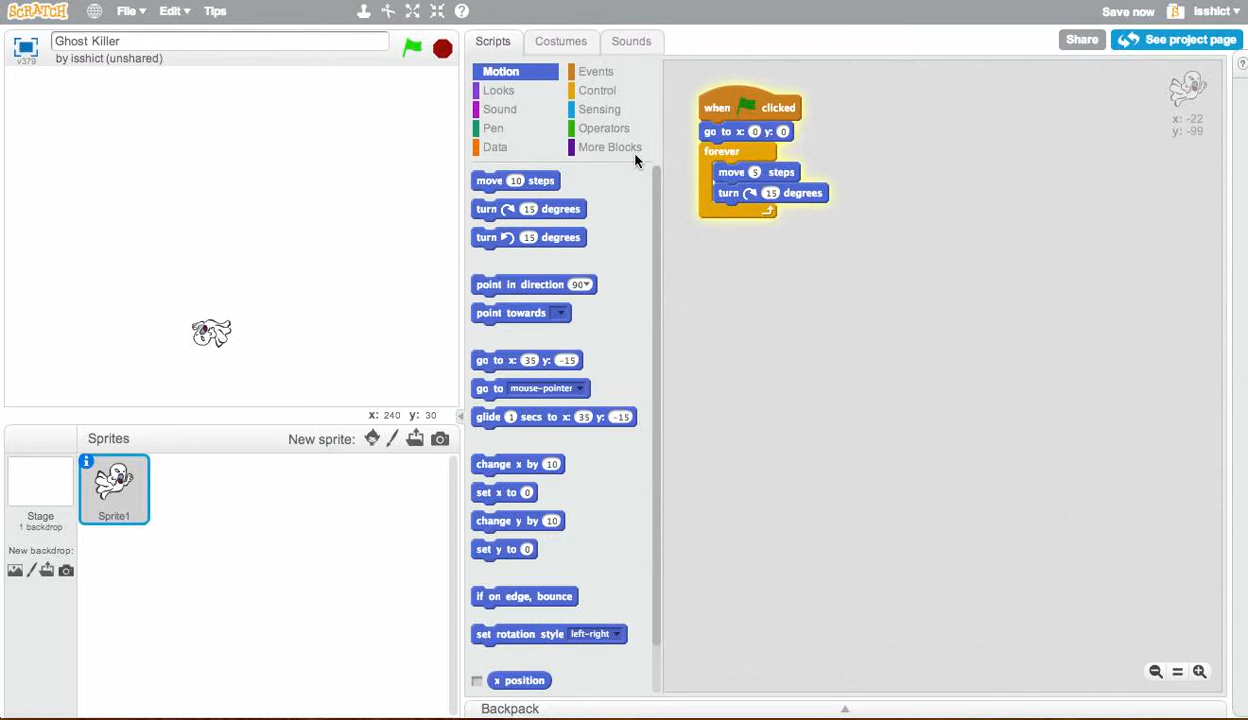 SCRATCH File▼ Edit▼ Tips Save now isshict▼
v379 Ghost Killer
by isshict (unshared)
Scripts Costumes Sounds Share See project page
Motion Events
Looks Control
Sound Sensing
Pen Operators
Data More Blocks
move 10 steps
turn 15 degrees
turn 15 degrees
point in direction 90▼
point towards
go to x: 35 y: -15
go to mouse-pointer
glide 1 secs to x: 35 y: -15
change x by 10
set x to 0
change y by 10
set y to 0
if on edge, bounce
set rotation style left-right
x position
when clicked
go to x: 0 y: 0
forever
move 5 steps
turn 15 degrees
x: -22
y: -99
x: 240 y: 30
Sprites New sprite:
Stage
1 backdrop
New backdrop:
Sprite1
Backpack